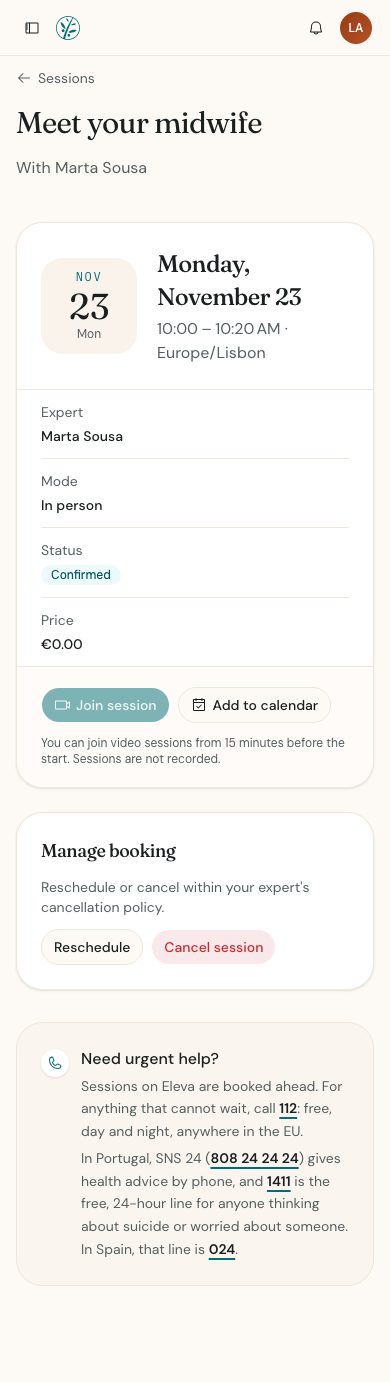 LA
Sessions
Meet your midwife
With Marta Sousa
NOV
23
Mon
Monday,
November 23
10:00 – 10:20 AM ·
Europe/Lisbon
Expert
Marta Sousa
Mode
In person
Status
Confirmed
Price
€0.00
Join session
Add to calendar
You can join video sessions from 15 minutes before the
start. Sessions are not recorded.
Manage booking
Reschedule or cancel within your expert's
cancellation policy.
Reschedule
Cancel session
Need urgent help?
Sessions on Eleva are booked ahead. For
anything that cannot wait, call 112: free,
day and night, anywhere in the EU.
In Portugal, SNS 24 (808 24 24 24) gives
health advice by phone, and 1411 is the
free, 24-hour line for anyone thinking
about suicide or worried about someone.
In Spain, that line is 024.